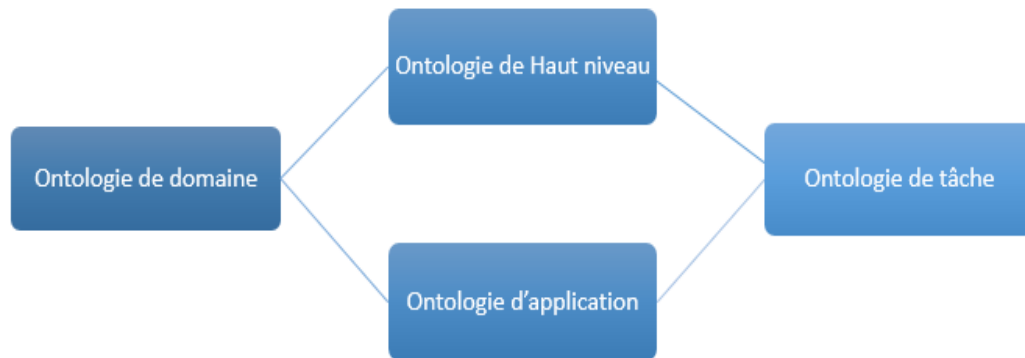 Ontologie de Haut niveau
Ontologie de domaine
Ontologie de tâche
Ontologie d’application